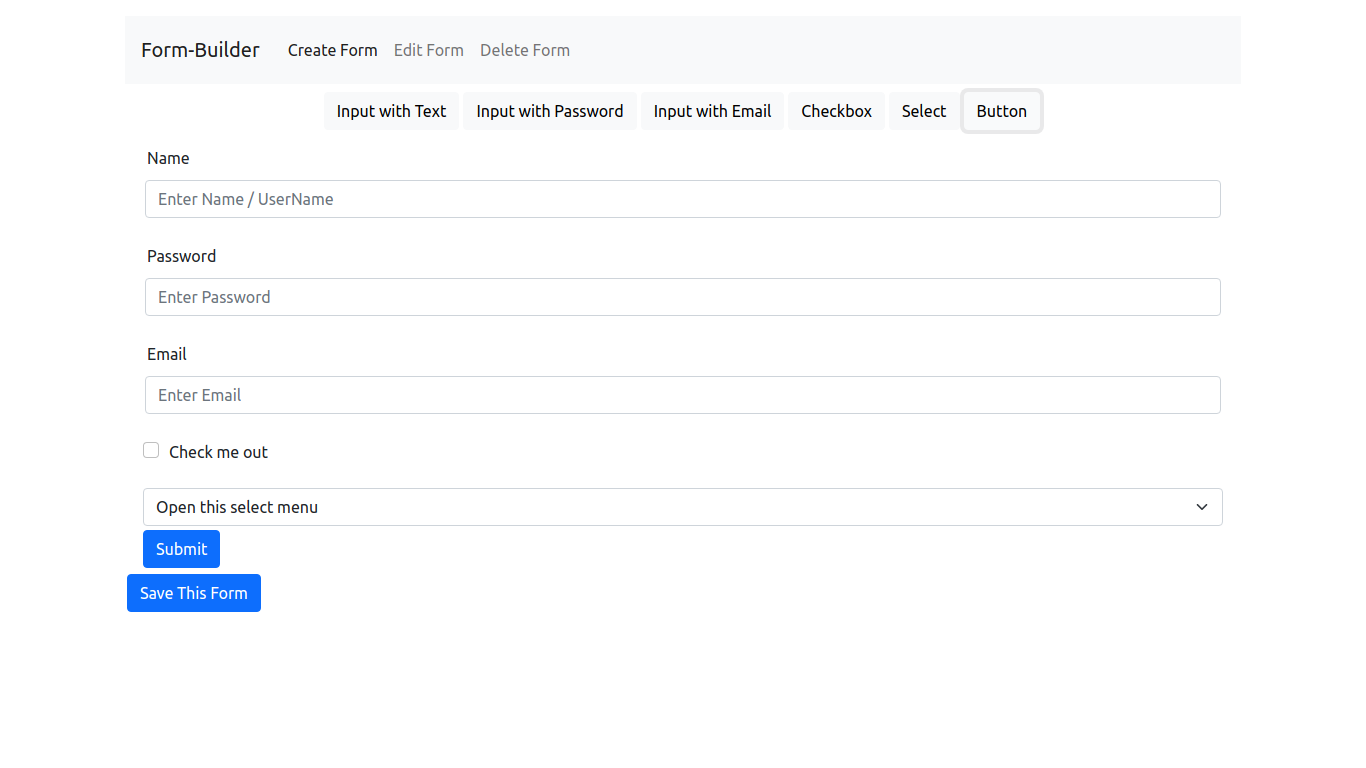 Form-Builder Create Form Edit Form Delete Form
Input with Text Input with Password Input with Email Checkbox Select Button
Name
Enter Name / UserName
Password
Enter Password
Email
Enter Email
Check me out
Open this select menu
Submit
Save This Form